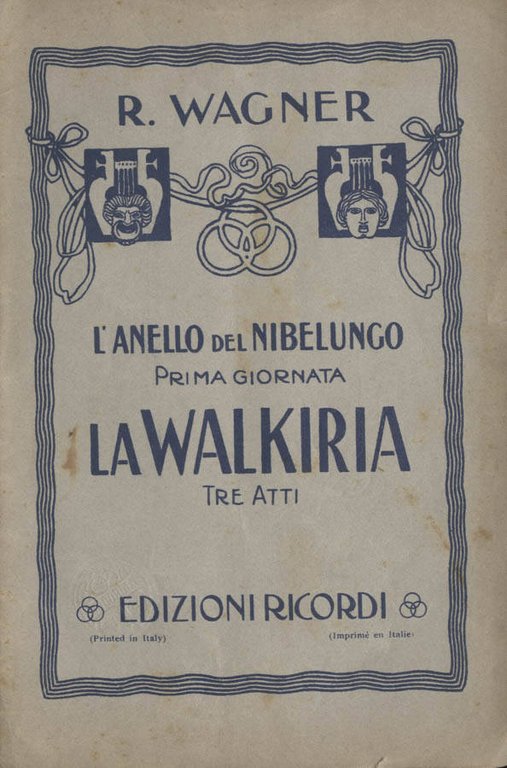 R. WAGNER
L'ANELLO DEL NIBELUNGO
PRIMA GIORNATA
LA WALKIRIA
TRE ATTI
EDIZIONI RICORDI
(Printed in Italy) (Imprimé en Italie)